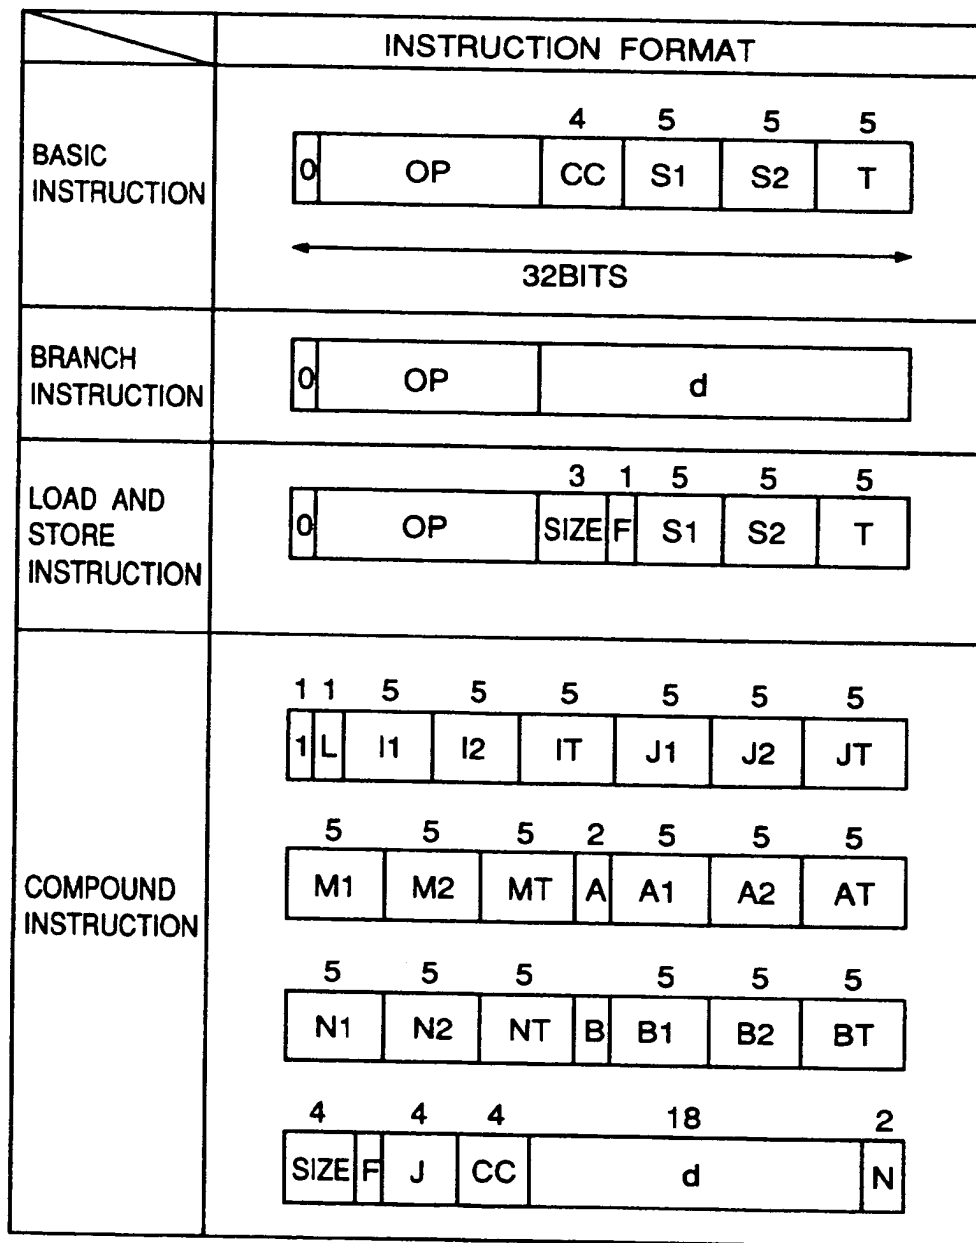 INSTRUCTION FORMAT
BASIC
INSTRUCTION
4 5 5 5
0 OP CC S1 S2 T
32BITS
BRANCH
INSTRUCTION
0 OP d
LOAD AND
STORE
INSTRUCTION
3 1 5 5 5
0 OP SIZE F S1 S2 T
COMPOUND
INSTRUCTION
1 1 5 5 5 5 5 5
1 L I1 I2 IT J1 J2 JT
5 5 5 2 5 5 5
M1 M2 MT A A1 A2 AT
5 5 5 5 5 5
N1 N2 NT B B1 B2 BT
4 4 4 18 2
SIZE F J CC d N